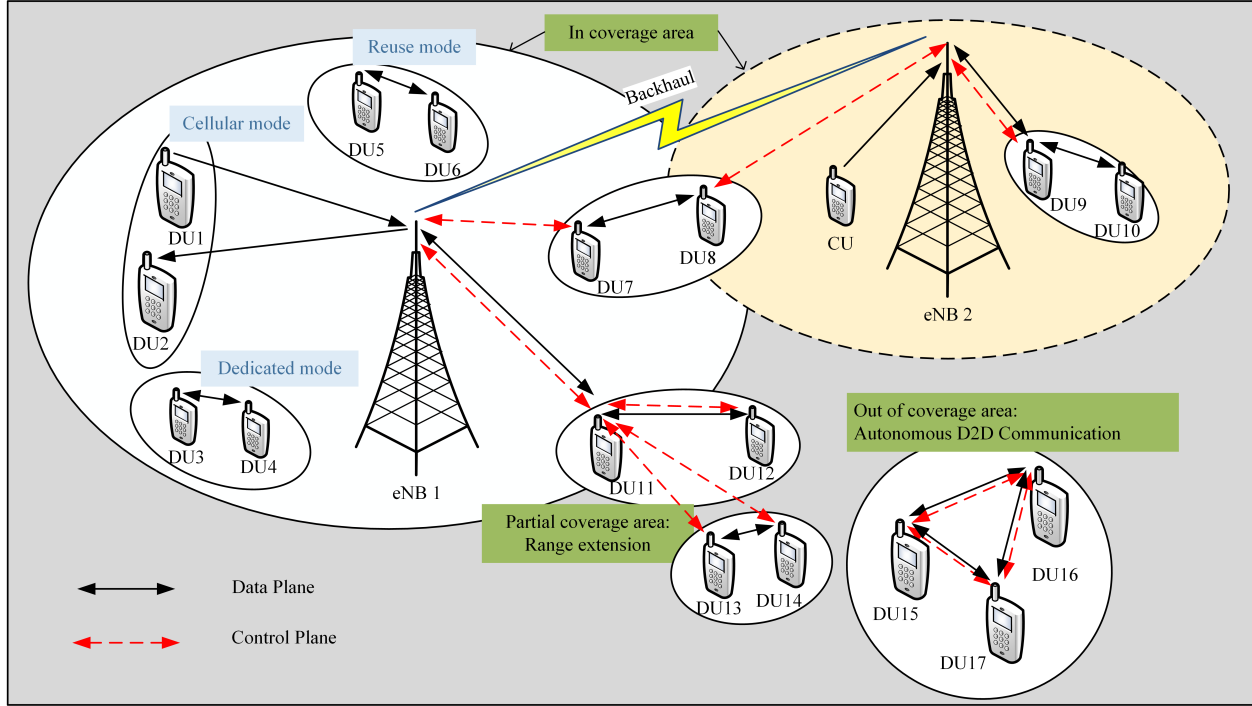 Reuse mode
In coverage area
Backhaul
Cellular mode
DU5
DU6
DU1
DU2
DU7
DU8
CU
DU9
DU10
eNB 2
Dedicated mode
DU3
DU4
eNB 1
DU11
DU12
Out of coverage area:
Autonomous D2D Communication
Partial coverage area:
Range extension
DU13
DU14
DU15
DU16
DU17
Data Plane
Control Plane